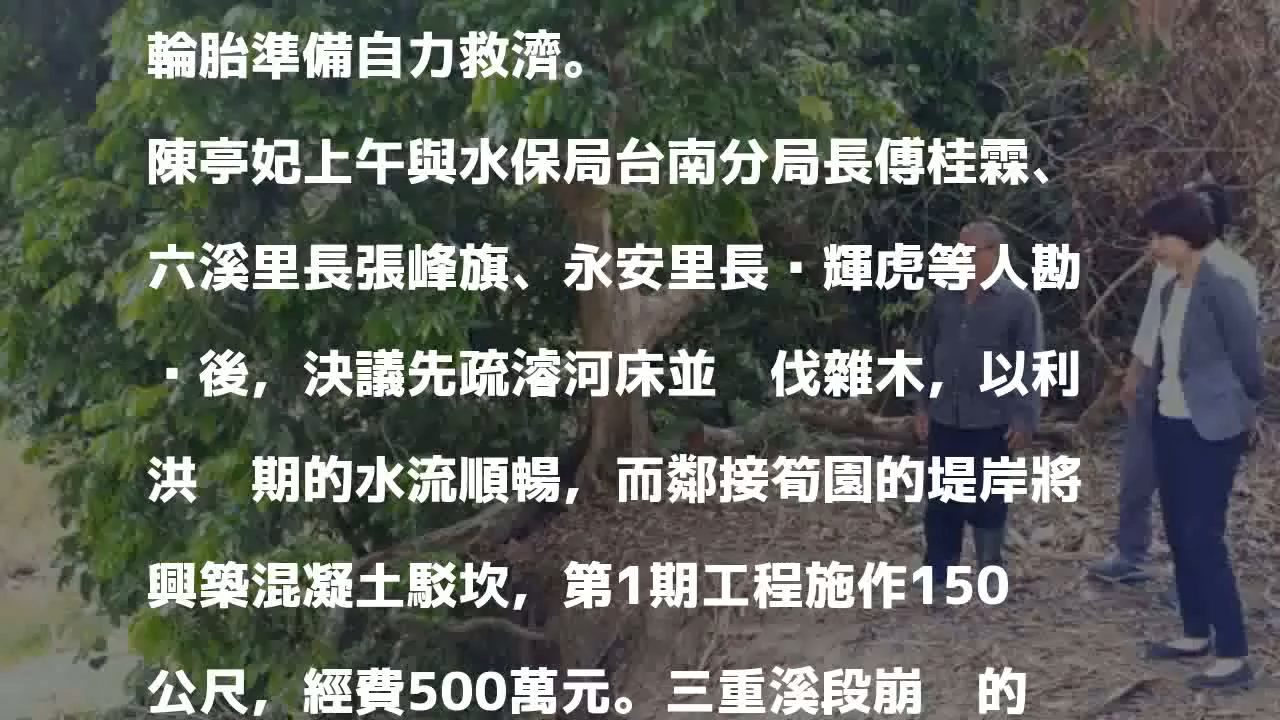 輪胎準備自力救濟。
陳亭妃上午與水保局台南分局長傅桂霖、
六溪里長張峰旗、永安里長·輝虎等人勘
·後，決議先疏濬河床並　伐雜木，以利
洪　期的水流順暢，而鄰接筍園的堤岸將
興築混凝土駁坎，第1期工程施作150
公尺，經費500萬元。三重溪段崩　的